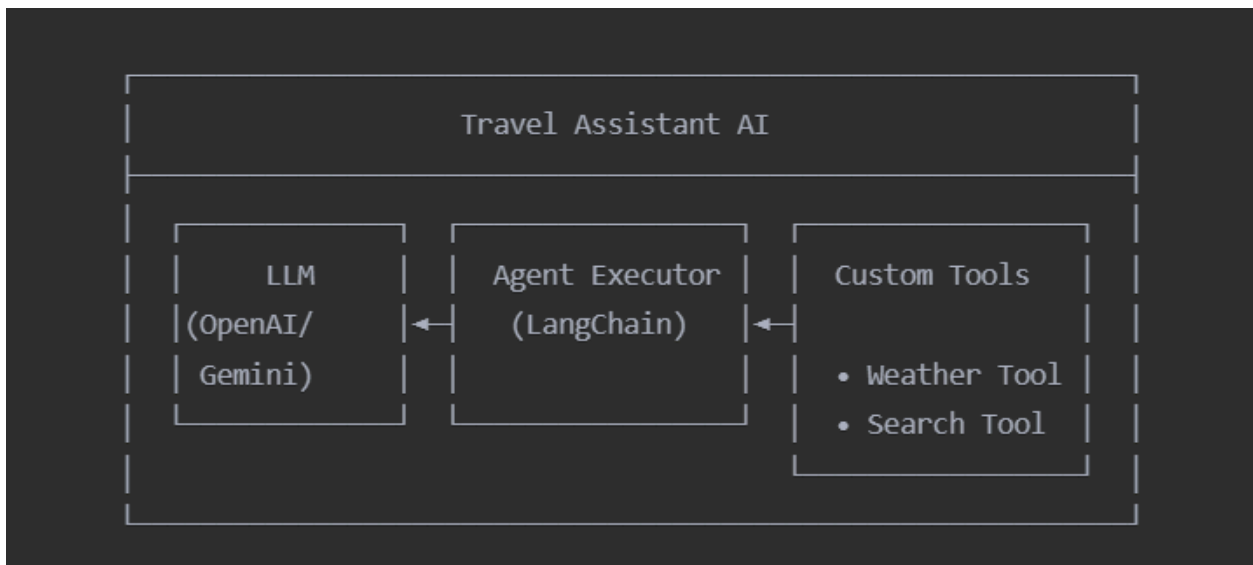 Travel Assistant AI
LLM
(OpenAI/
Gemini)
Agent Executor
(LangChain)
Custom Tools
• Weather Tool
• Search Tool